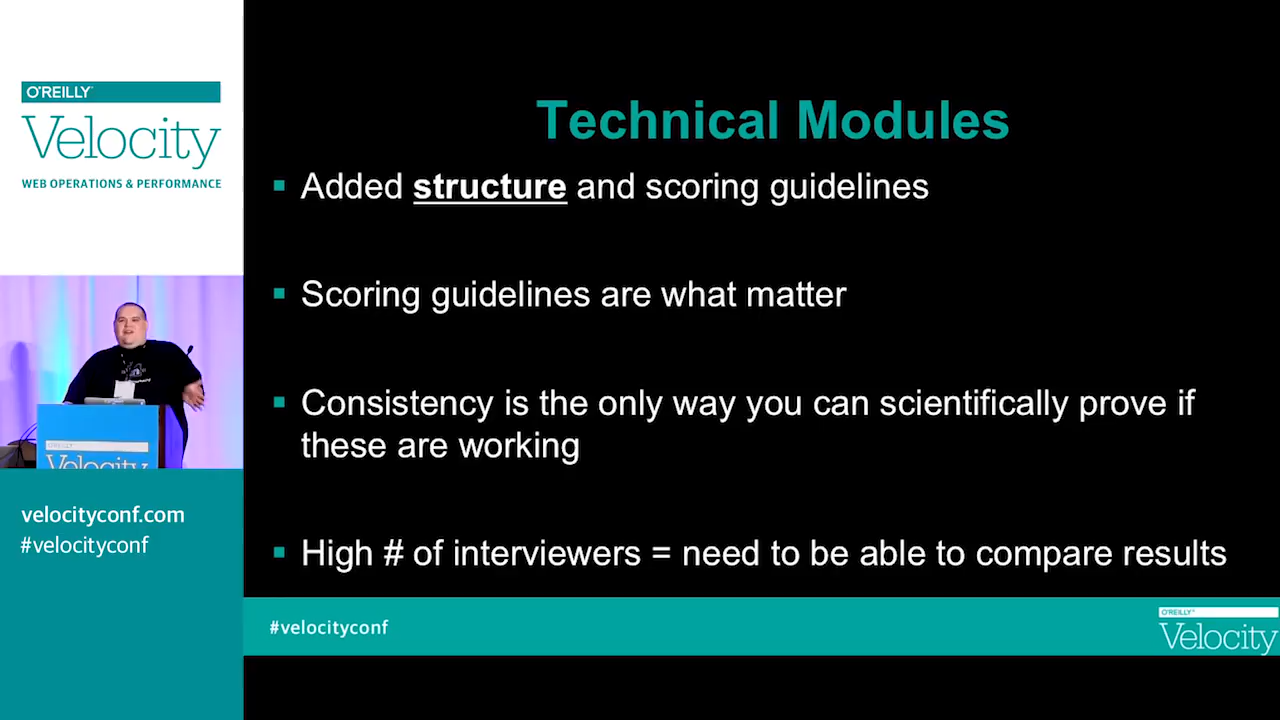 O'REILLY
Velocity
WEB OPERATIONS & PERFORMANCE
O'REILLY
Velocity
velocityconf.com
#velocityconf
Technical Modules
Added structure and scoring guidelines
Scoring guidelines are what matter
Consistency is the only way you can scientifically prove if
these are working
High # of interviewers = need to be able to compare results
#velocityconf
O'REILLY
Velocity